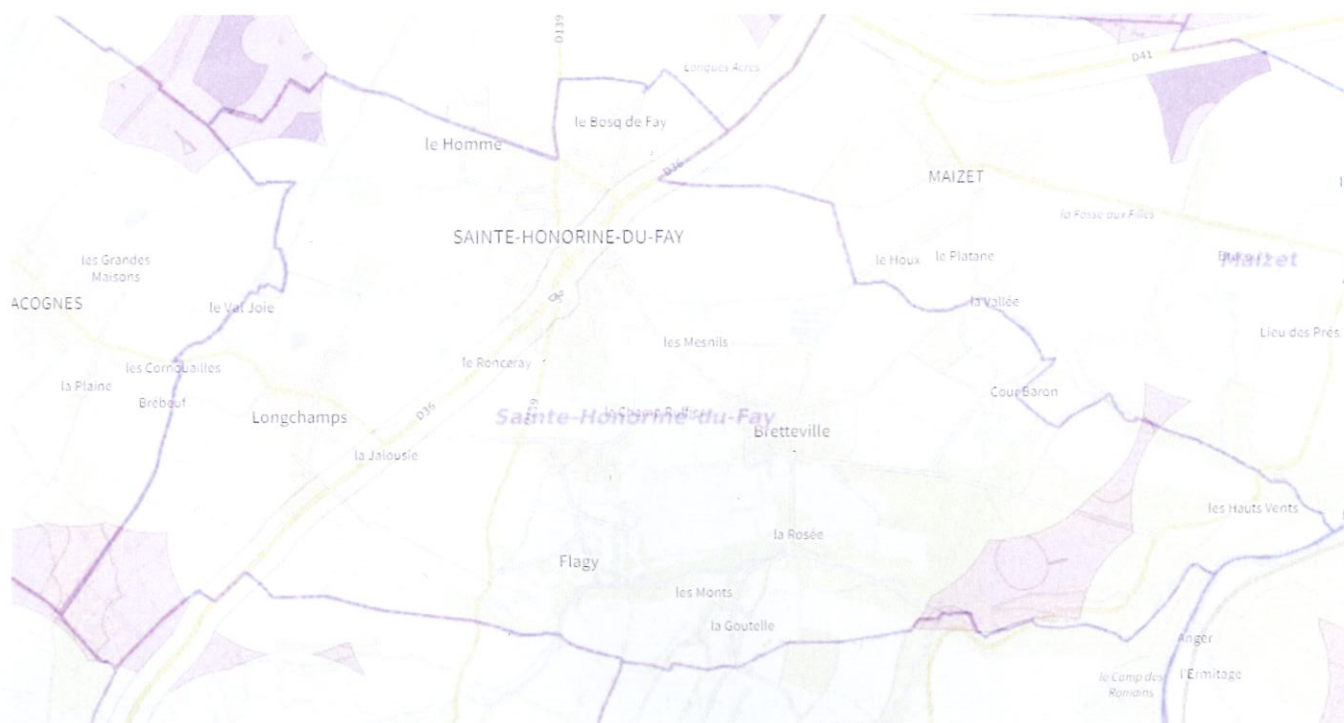 D139
D41
Longues Acres
le Bosq de Fay
le Homme
D36
MAIZET
la Fosse aux Filles
SAINTE-HONORINE-DU-FAY
les Grandes
Maisons
le Houx
le Platane
Maizet
ACOGNES
le Val Joie
la Vallée
les Mesnils
Lieu des Prés
le Ronceray
les Cornouailles
la Plaine
Brébeuf
Cour Baron
Longchamps
D36
Sainte-Honorine-du-Fay
Bretteville
la Jalousie
les Hauts Vents
la Rosée
Flagy
les Monts
la Goutelle
Anger
le Camp des
Romains
l'Ermitage